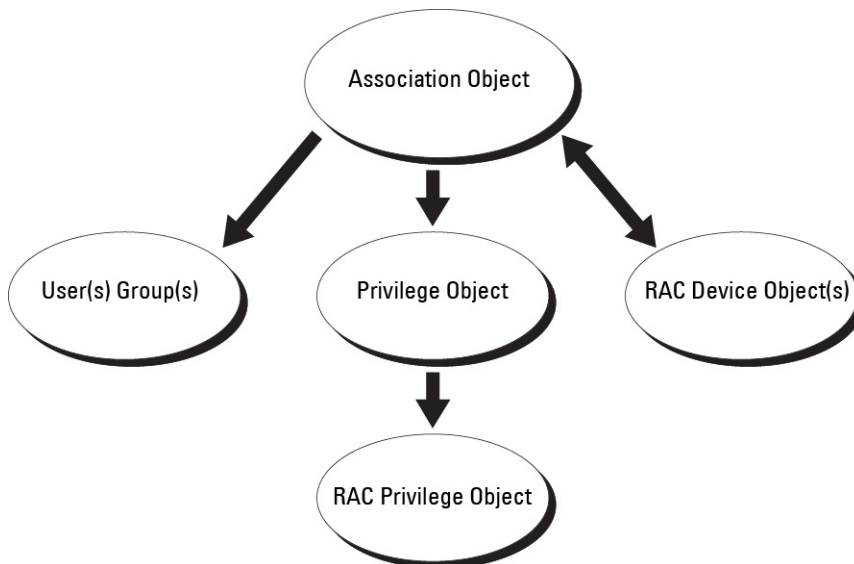 Association Object
User(s) Group(s)
Privilege Object
RAC Device Object(s)
RAC Privilege Object